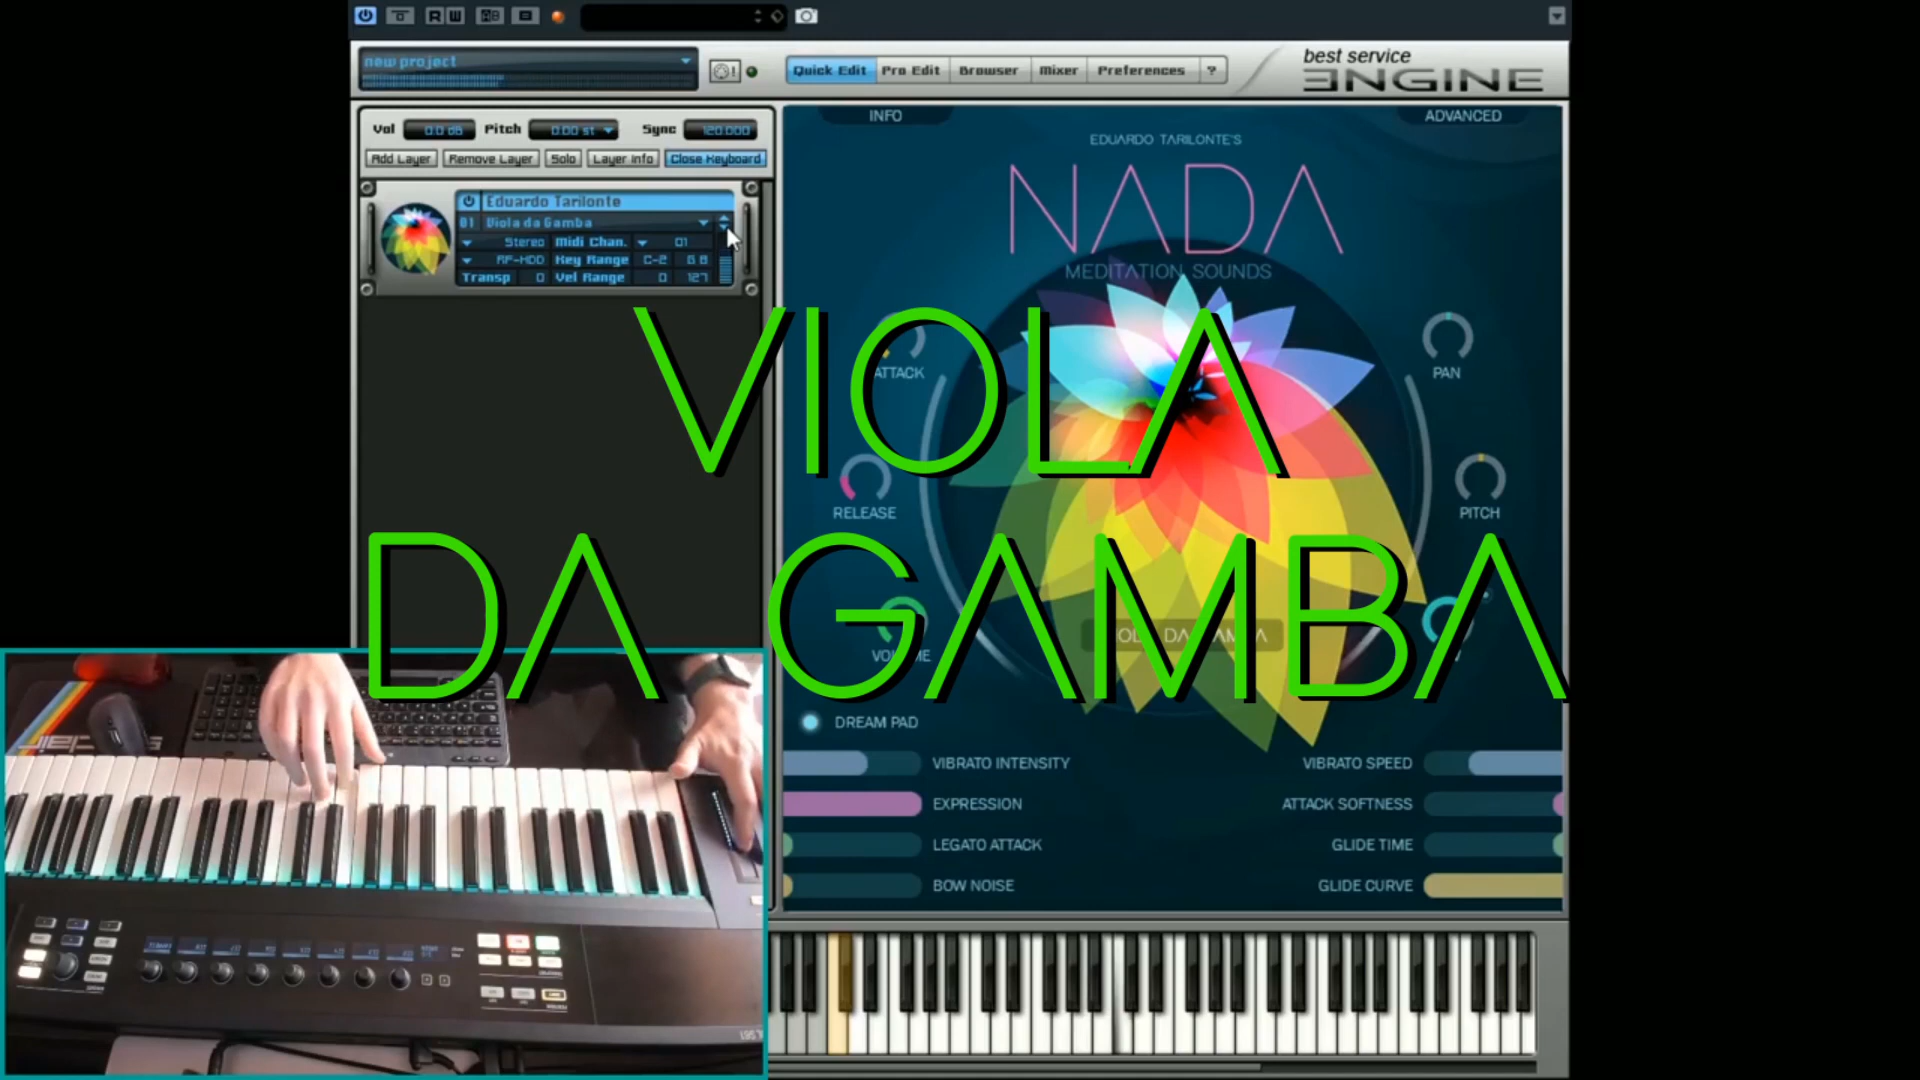 R W AB
new project
Quick Edit Pro Edit Browser Mixer Preferences ?
best service
ENGINE
Vol 0.0 dB Pitch 0.00 st Sync 120.000
Add Layer Remove Layer Solo Layer Info Close Keyboard
Eduardo Tarilonte
01 Viola da Gamba
Stereo Midi Chan. 01
RF-HDD Key Range C-2 G 8
Transp 0 Vel Range 0 127
INFO
ADVANCED
EDUARDO TARILONTE'S
NADA
MEDITATION SOUNDS
VIOLA
DA GAMBA
ATTACK
PAN
RELEASE
PITCH
DREAM PAD
VIBRATO INTENSITY
VIBRATO SPEED
EXPRESSION
ATTACK SOFTNESS
LEGATO ATTACK
GLIDE TIME
BOW NOISE
GLIDE CURVE